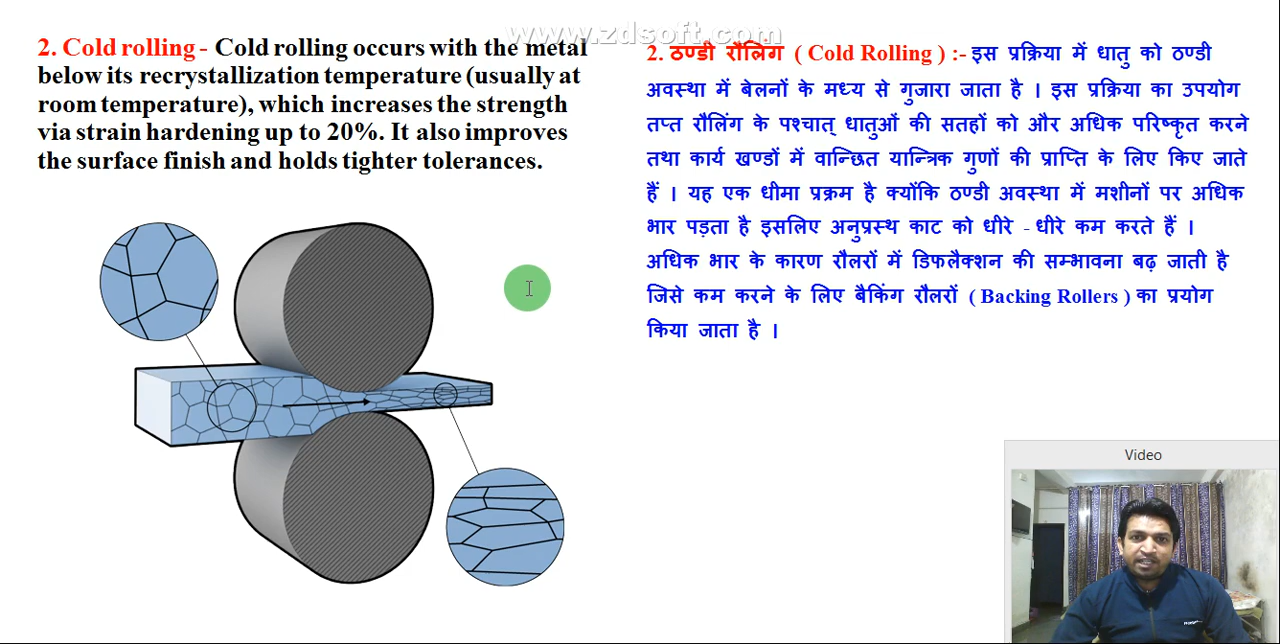 www.zdsoft.com
2. Cold rolling - Cold rolling occurs with the metal
below its recrystallization temperature (usually at
room temperature), which increases the strength
via strain hardening up to 20%. It also improves
the surface finish and holds tighter tolerances.
2. ठण्डी रौलिंग ( Cold Rolling ) :- इस प्रक्रिया में धातु को ठण्डी
अवस्था में बेलनों के मध्य से गुजारा जाता है । इस प्रक्रिया का उपयोग
तप्त रौलिंग के पश्चात् धातुओं की सतहों को और अधिक परिष्कृत करने
तथा कार्य खण्डों में वान्छित यान्त्रिक गुणों की प्राप्ति के लिए किए जाते
हैं । यह एक धीमा प्रक्रम है क्योंकि ठण्डी अवस्था में मशीनों पर अधिक
भार पड़ता है इसलिए अनुप्रस्थ काट को धीरे - धीरे कम करते हैं ।
अधिक भार के कारण रौलरों में डिफलैक्शन की सम्भावना बढ़ जाती है
जिसे कम करने के लिए बैकिंग रौलरों ( Backing Rollers ) का प्रयोग
किया जाता है ।
Video